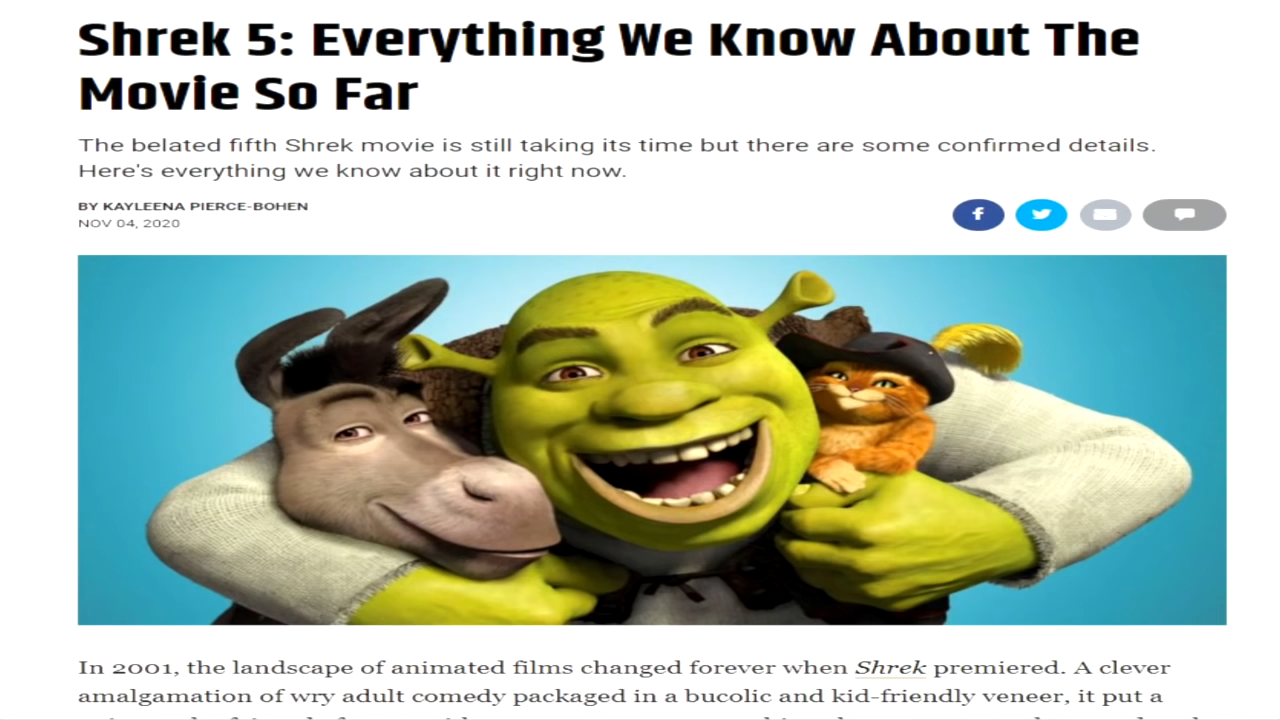 Shrek 5: Everything We Know About The
Movie So Far
The belated fifth Shrek movie is still taking its time but there are some confirmed details.
Here's everything we know about it right now.
BY KAYLEENA PIERCE-BOHEN
NOV 04, 2020
In 2001, the landscape of animated films changed forever when Shrek premiered. A clever
amalgamation of wry adult comedy packaged in a bucolic and kid-friendly veneer, it put a